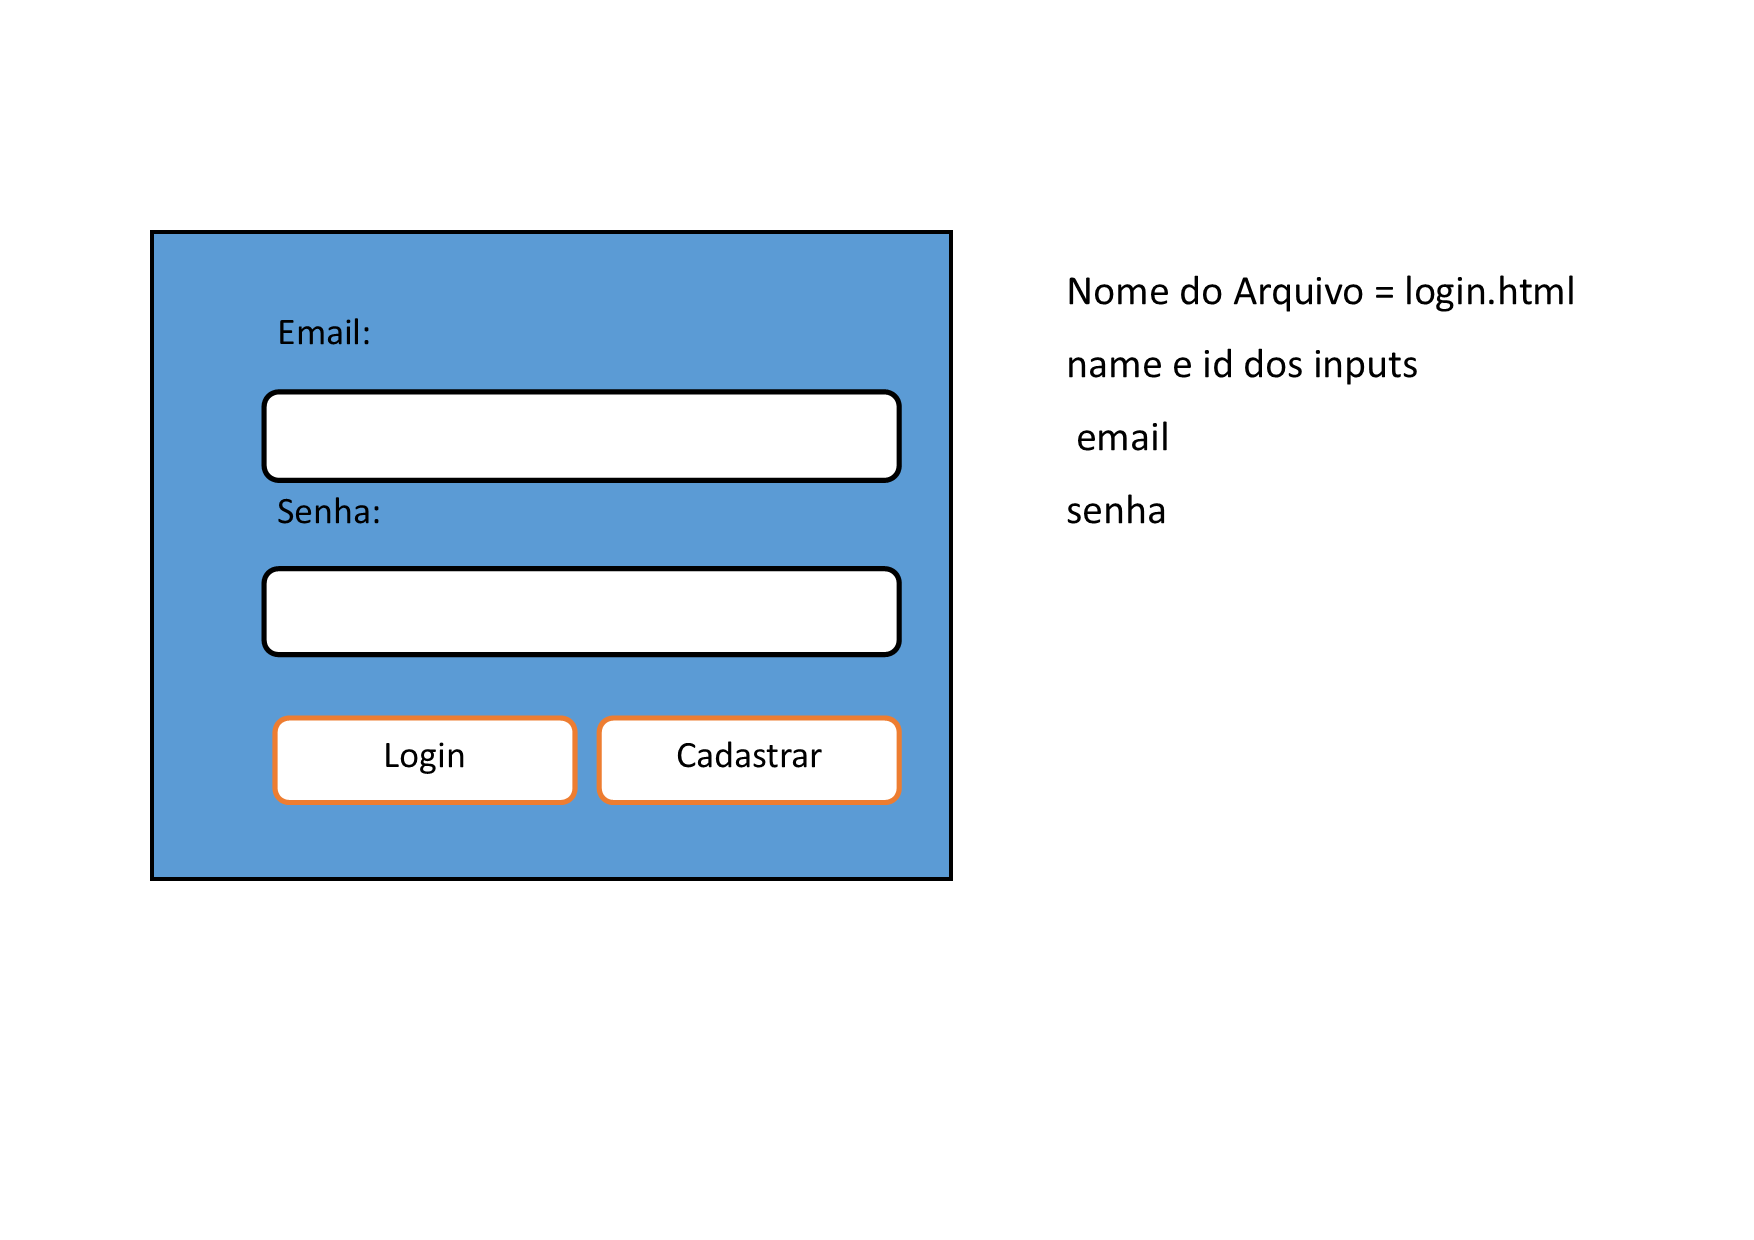 Email:
Senha:
Login
Cadastrar
Nome do Arquivo = login.html
name e id dos inputs
email
senha